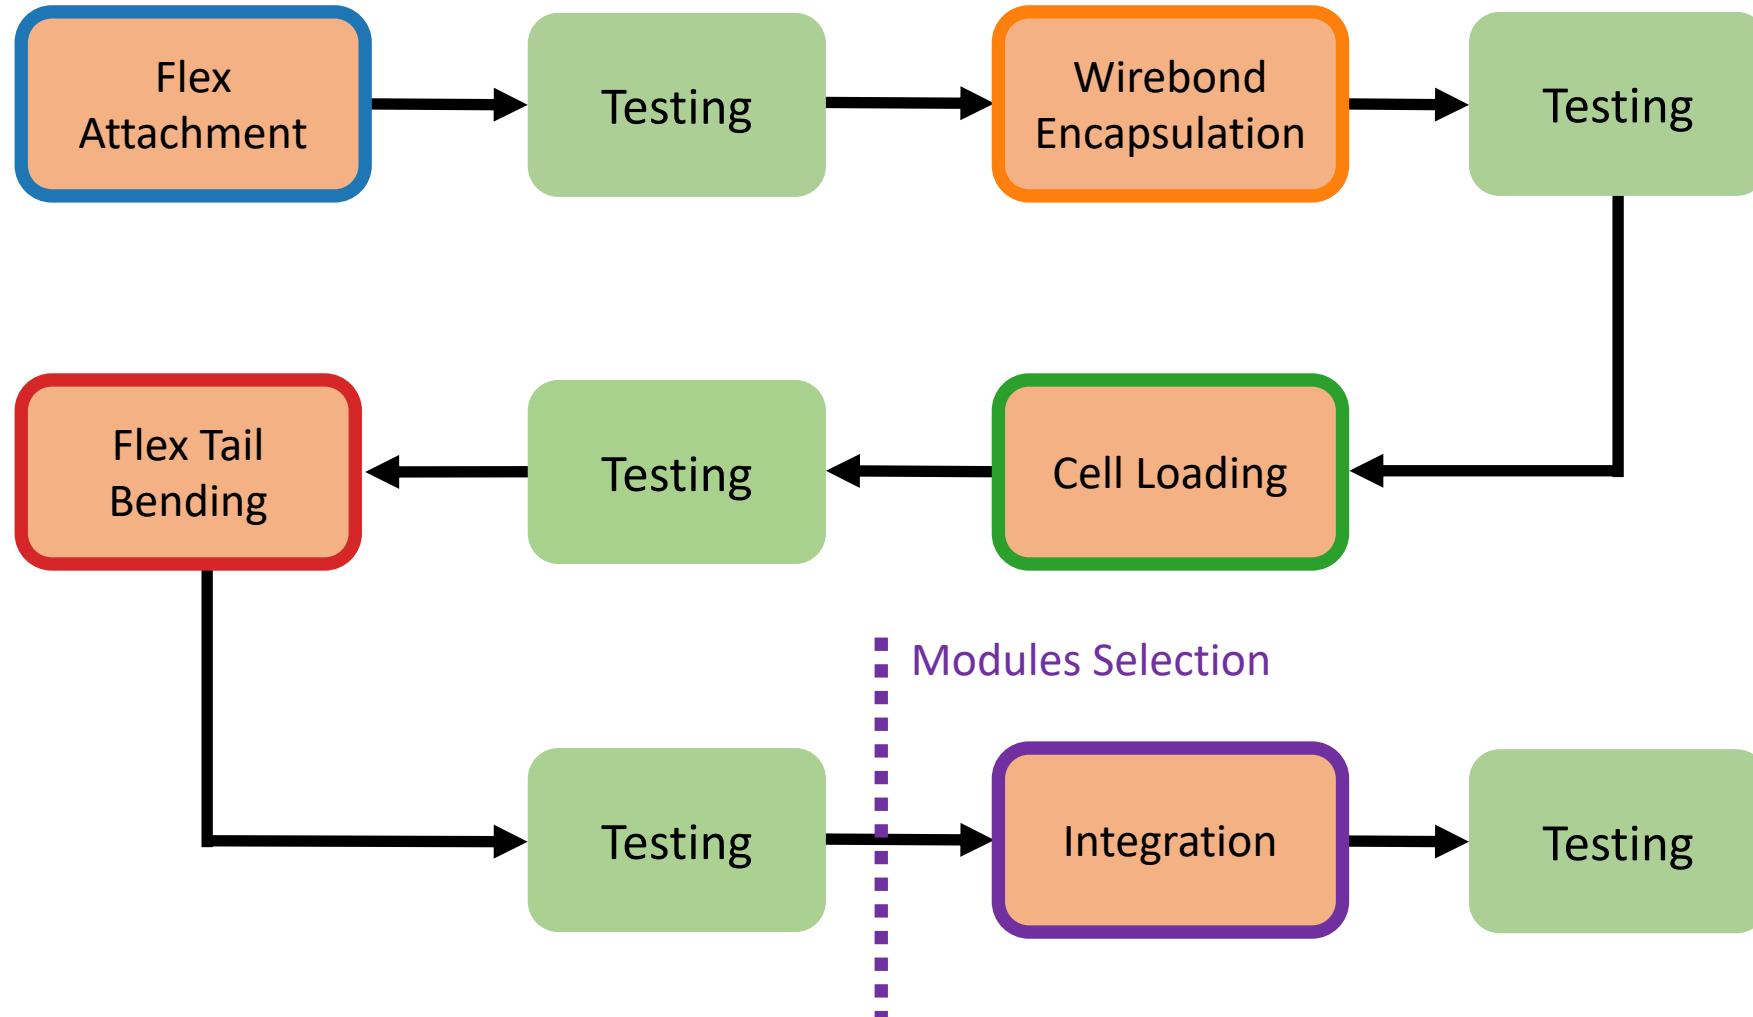 Flex
Attachment
Testing
Wirebond
Encapsulation
Testing
Flex Tail
Bending
Testing
Cell Loading
Modules Selection
Testing
Integration
Testing